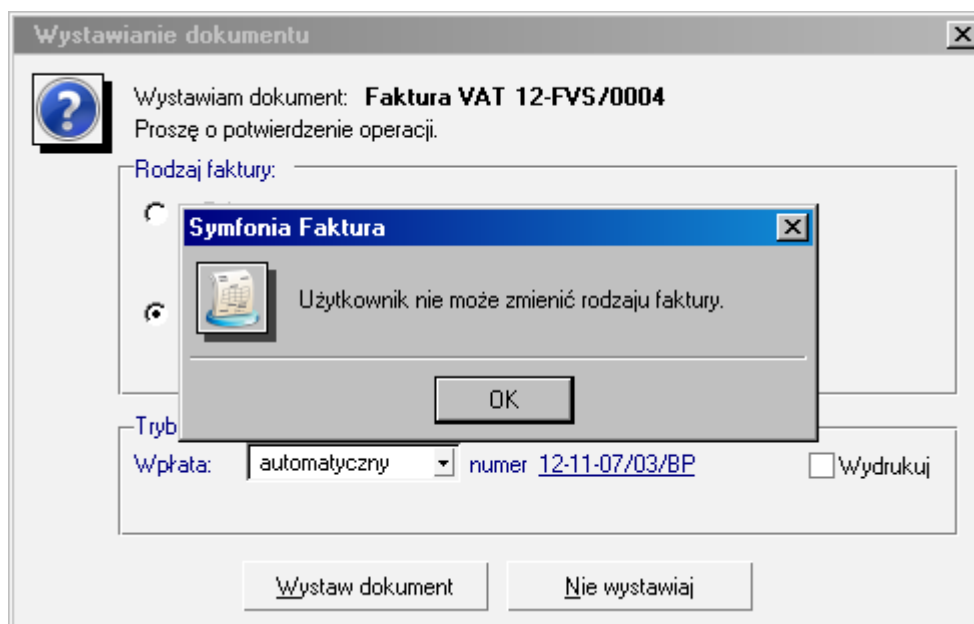 Wystawianie dokumentu
Wystawiam dokument: Faktura VAT 12-FVS/0004
Proszę o potwierdzenie operacji.
Rodzaj faktury:
Symfonia Faktura
Użytkownik nie może zmienić rodzaju faktury.
OK
Tryb
Wpłata: automatyczny numer 12-11-07/03/BP Wydrukuj
Wystaw dokument Nie wystawiaj